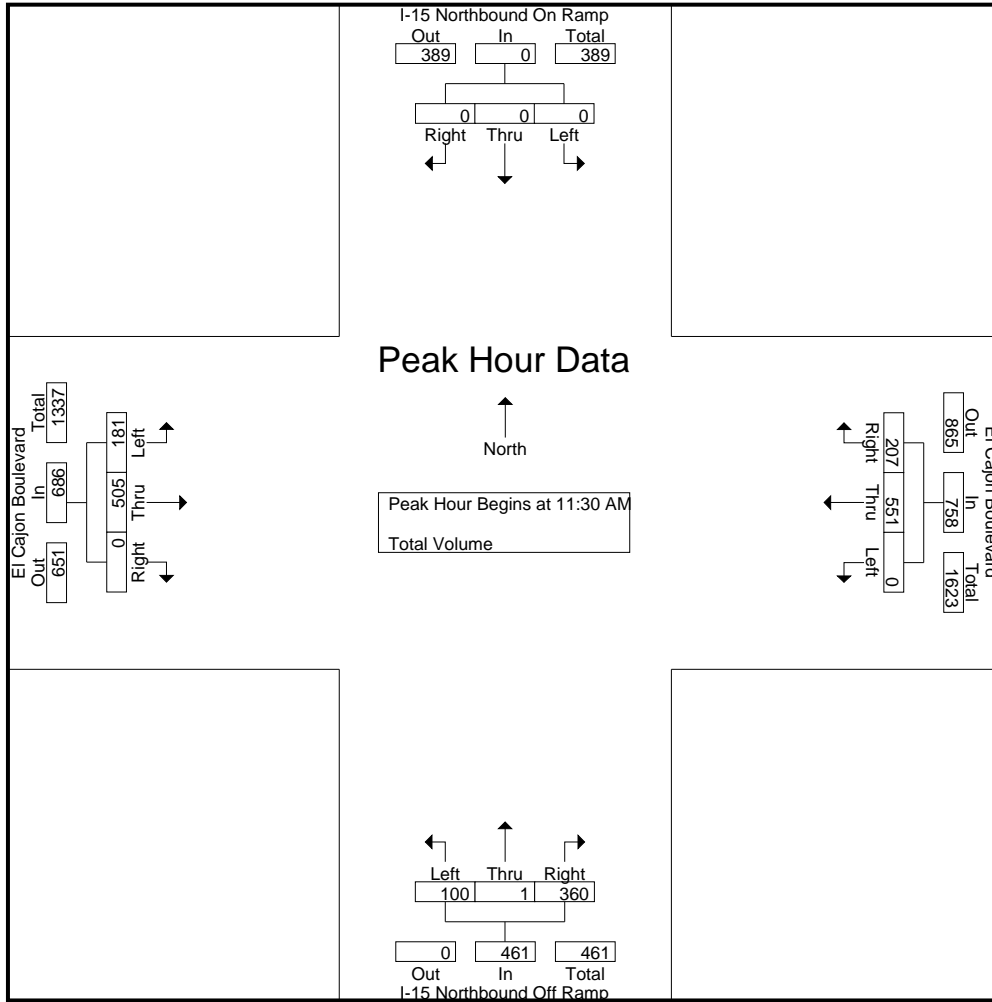 I-15 Northbound On Ramp
Out In Total
389 0 389
0 0 0
Right Thru Left
Peak Hour Data
North
Peak Hour Begins at 11:30 AM
Total Volume
El Cajon Boulevard
Total In Out
1337 686 651
181 505 0
Left Thru Right
El Cajon Boulevard
Out In Total
865 758 1623
207 551 0
Right Thru Left
Left Thru Right
100 1 360
0 461 461
Out In Total
I-15 Northbound Off Ramp